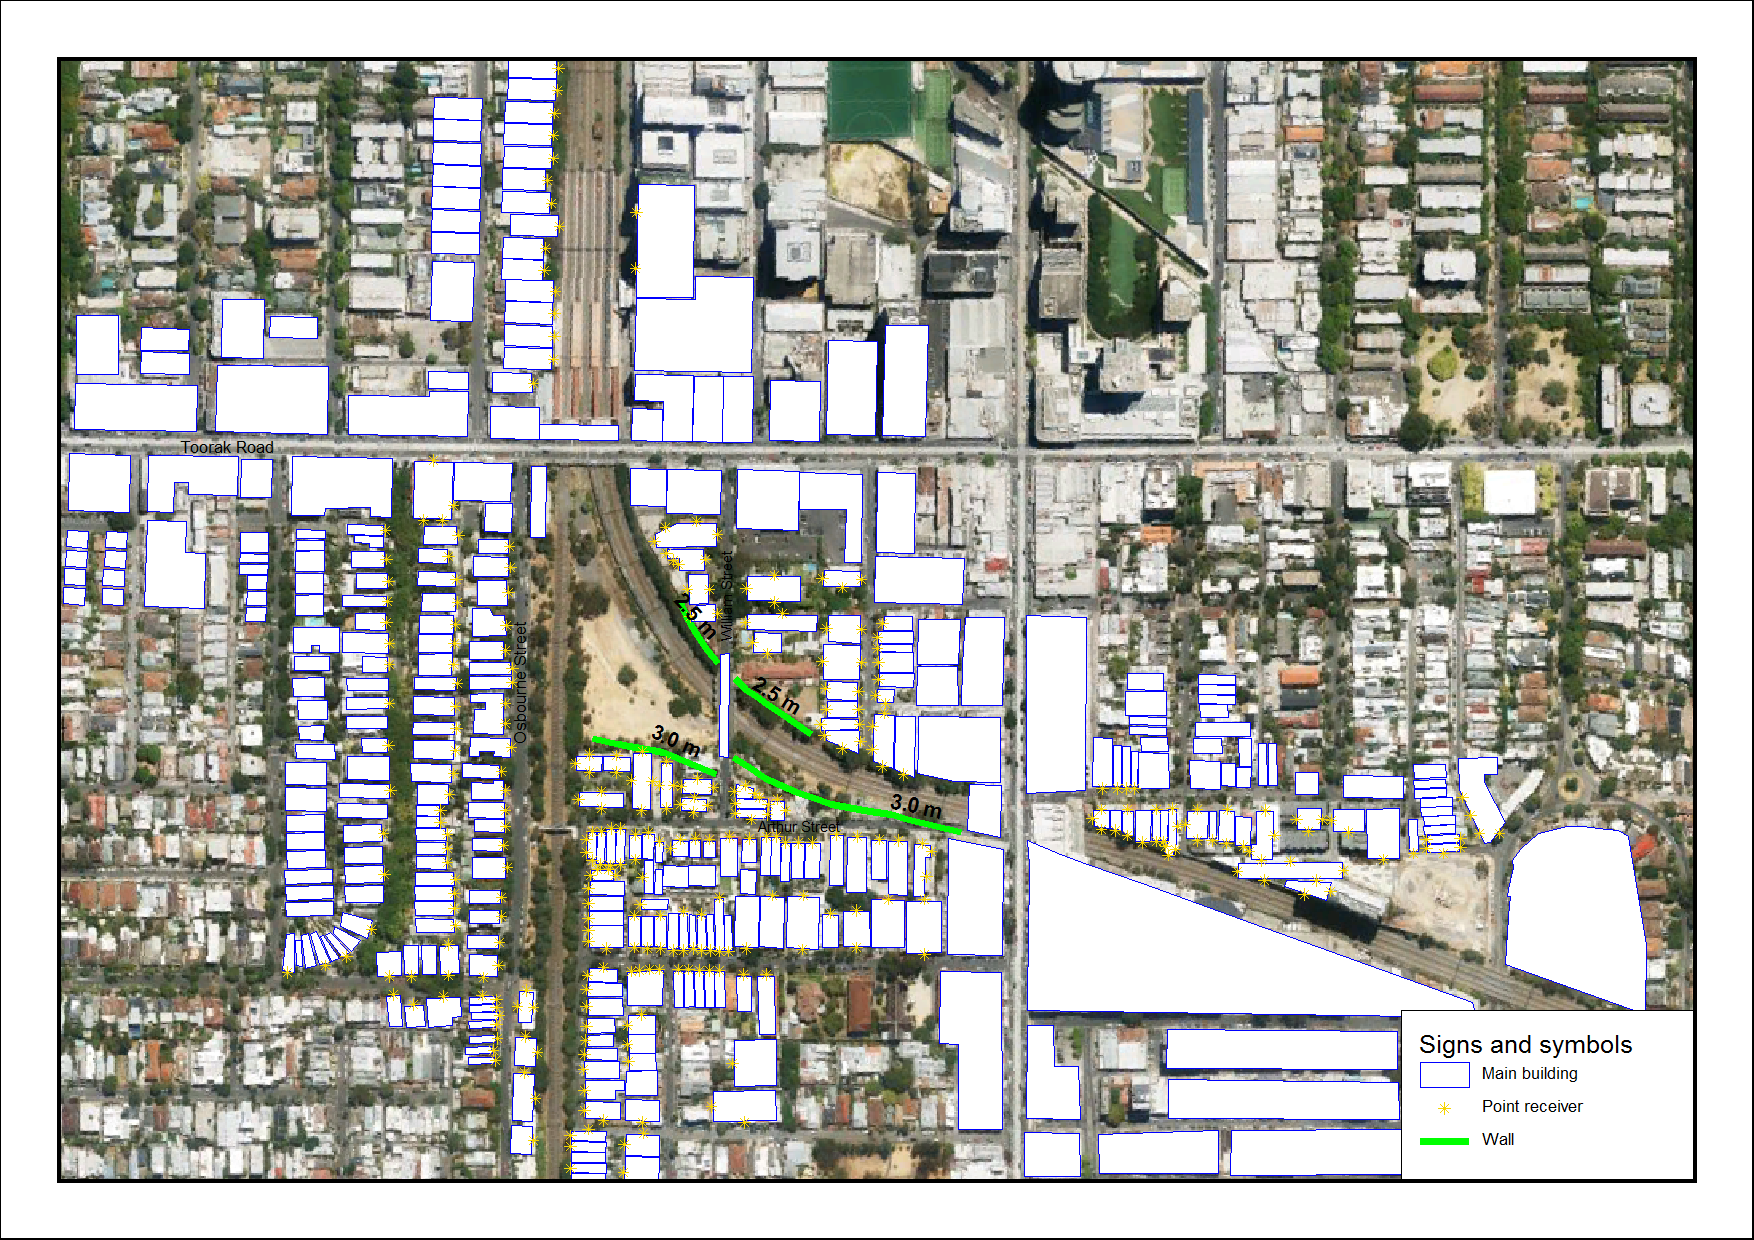 Toorak Road
William Street
2.5 m
Osbourne Street
2.5 m
3.0 m
3.0 m
Arthur Street
Signs and symbols
Main building
Point receiver
Wall